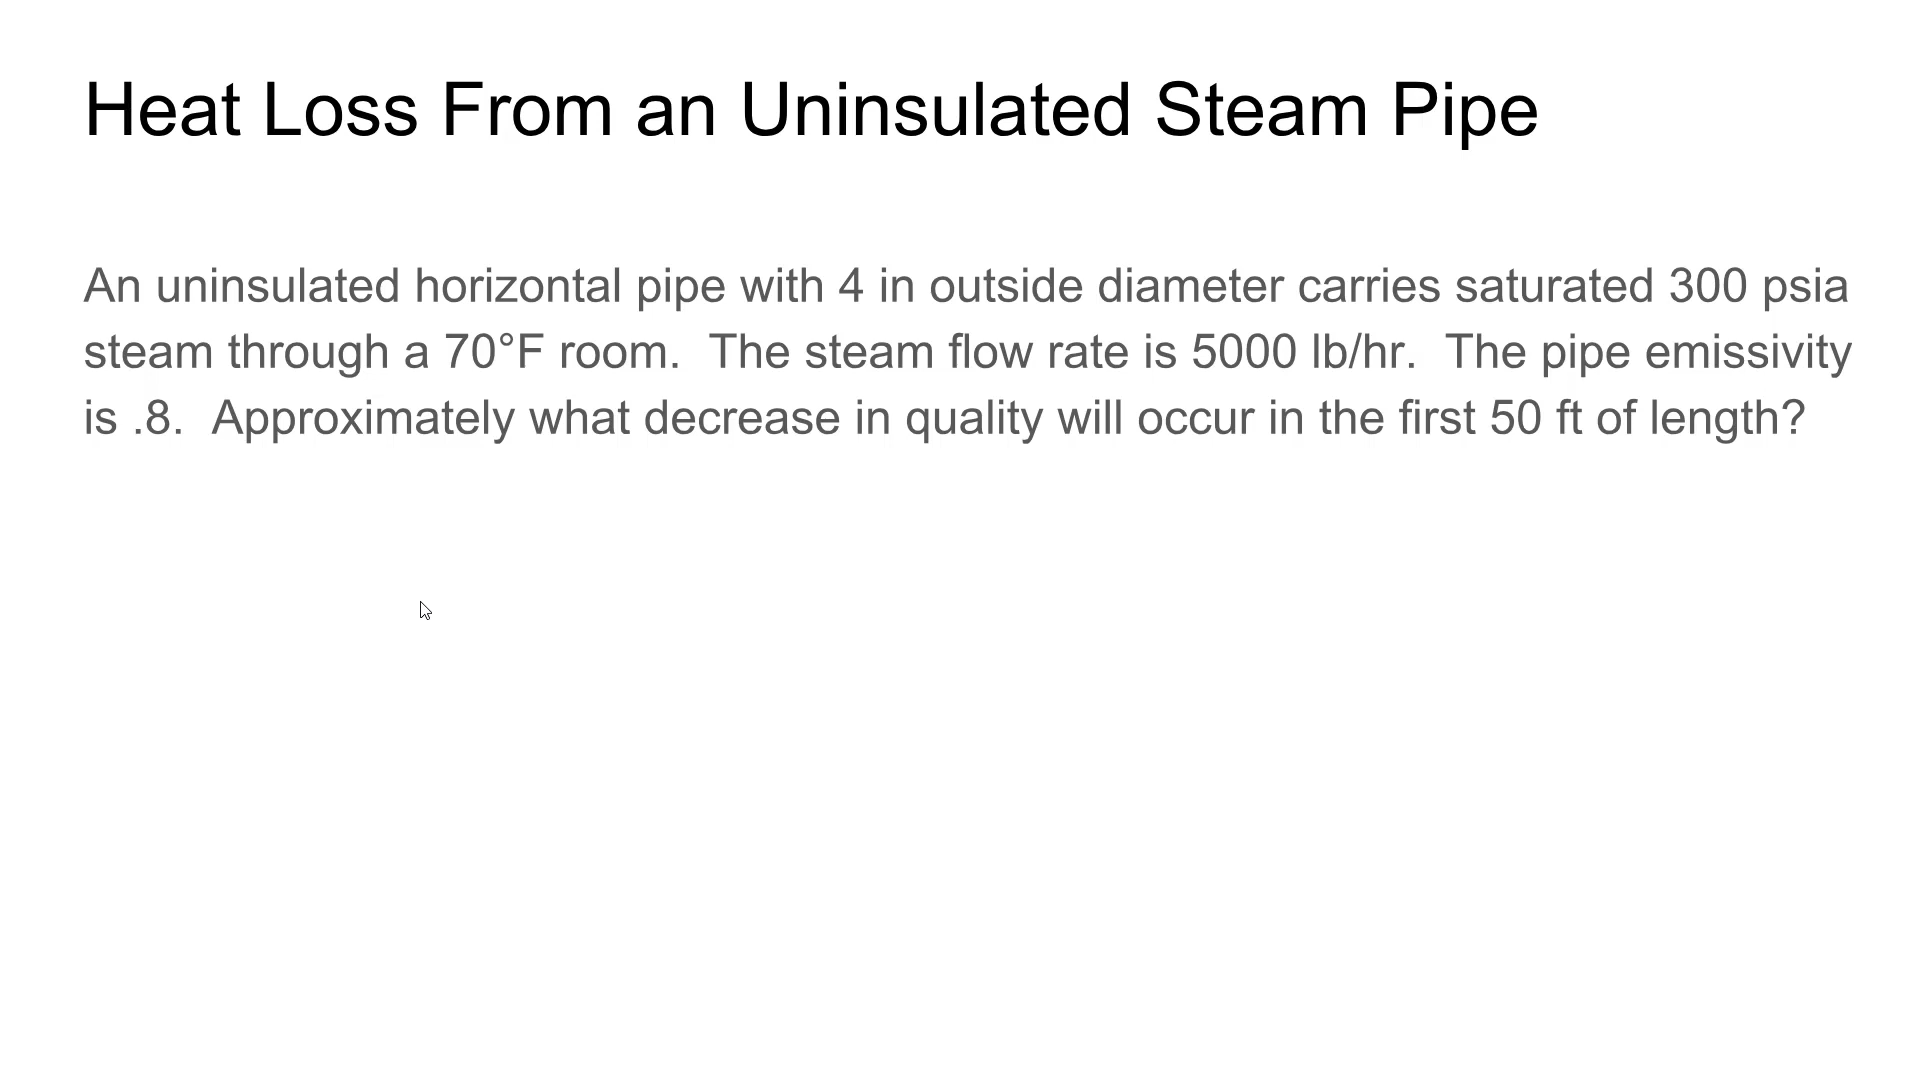 Heat Loss From an Uninsulated Steam Pipe
An uninsulated horizontal pipe with 4 in outside diameter carries saturated 300 psia
steam through a 70°F room.  The steam flow rate is 5000 lb/hr.  The pipe emissivity
is .8.  Approximately what decrease in quality will occur in the first 50 ft of length?